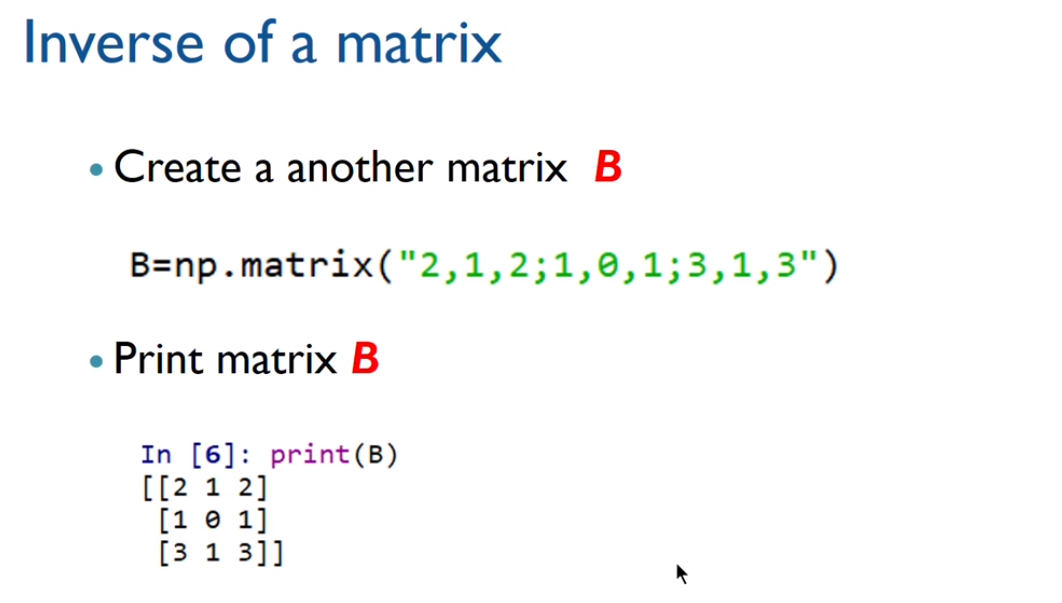 Inverse of a matrix
• Create a another matrix B
B=np.matrix("2,1,2;1,0,1;3,1,3")
• Print matrix B
In [6]: print(B)
[[2 1 2]
 [1 0 1]
 [3 1 3]]